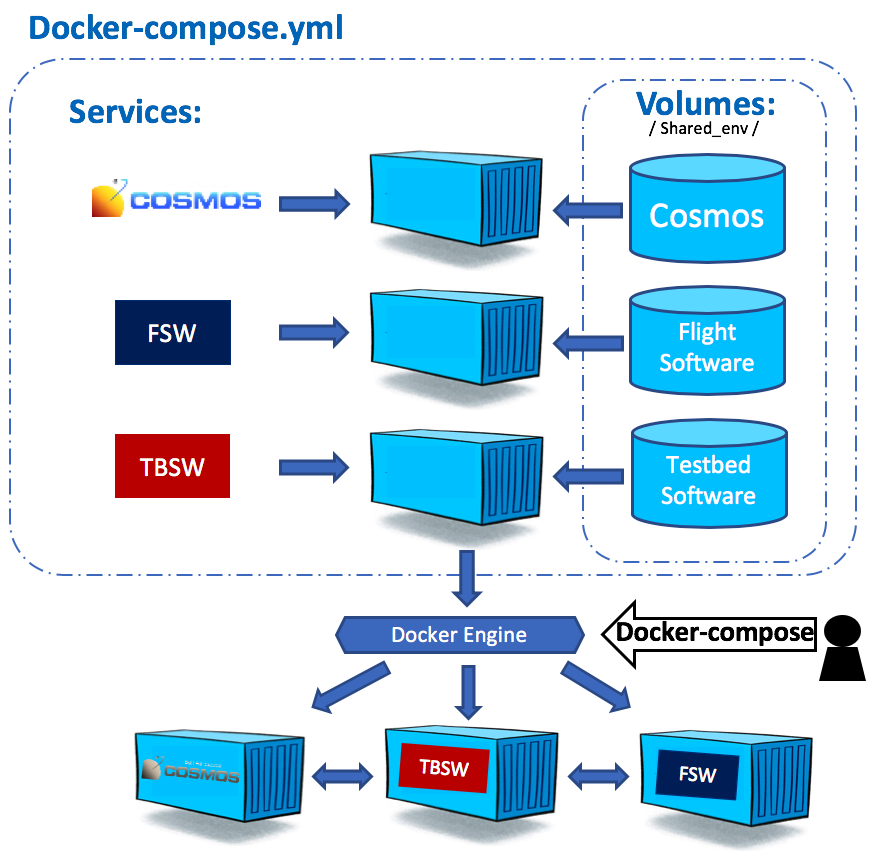 Docker-compose.yml
Services:
Volumes:
/ Shared_env /
COSMOS
Cosmos
FSW
Flight
Software
TBSW
Testbed
Software
Docker Engine
Docker-compose
COSMOS
TBSW
FSW